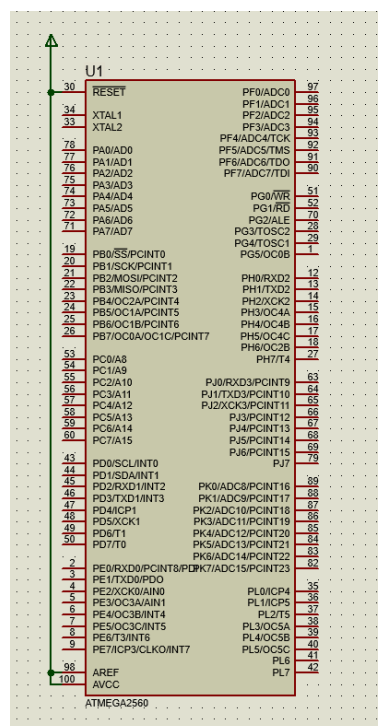 U1
30 RESET PF0/ADC0 97
PF1/ADC1 96
34 XTAL1 PF2/ADC2 95
33 XTAL2 PF3/ADC3 94
PF4/ADC4/TCK 93
78 PA0/AD0 PF5/ADC5/TMS 92
77 PA1/AD1 PF6/ADC6/TDO 91
76 PA2/AD2 PF7/ADC7/TDI 90
75 PA3/AD3
74 PA4/AD4 PG0/WR 51
73 PA5/AD5 PG1/RD 52
72 PA6/AD6 PG2/ALE 70
71 PA7/AD7 PG3/TOSC2 28
PG4/TOSC1 29
19 PB0/SS/PCINT0 PG5/OC0B 1
20 PB1/SCK/PCINT1
21 PB2/MOSI/PCINT2 PH0/RXD2 12
22 PB3/MISO/PCINT3 PH1/TXD2 13
23 PB4/OC2A/PCINT4 PH2/XCK2 14
24 PB5/OC1A/PCINT5 PH3/OC4A 15
25 PB6/OC1B/PCINT6 PH4/OC4B 16
26 PB7/OC0A/OC1C/PCINT7 PH5/OC4C 17
PH6/OC2B 18
53 PC0/A8 PH7/T4 27
54 PC1/A9
55 PC2/A10 PJ0/RXD3/PCINT9 63
56 PC3/A11 PJ1/TXD3/PCINT10 64
57 PC4/A12 PJ2/XCK3/PCINT11 65
58 PC5/A13 PJ3/PCINT12 66
59 PC6/A14 PJ4/PCINT13 67
60 PC7/A15 PJ5/PCINT14 68
PJ6/PCINT15 69
43 PD0/SCL/INT0 PJ7 79
44 PD1/SDA/INT1
45 PD2/RXD1/INT2 PK0/ADC8/PCINT16 89
46 PD3/TXD1/INT3 PK1/ADC9/PCINT17 88
47 PD4/ICP1 PK2/ADC10/PCINT18 87
48 PD5/XCK1 PK3/ADC11/PCINT19 86
49 PD6/T1 PK4/ADC12/PCINT20 85
50 PD7/T0 PK5/ADC13/PCINT21 84
PK6/ADC14/PCINT22 83
2 PE0/RXD0/PCINT8/PDI PK7/ADC15/PCINT23 82
3 PE1/TXD0/PDO
4 PE2/XCK0/AIN0 PL0/ICP4 35
5 PE3/OC3A/AIN1 PL1/ICP5 36
6 PE4/OC3B/INT4 PL2/T5 37
7 PE5/OC3C/INT5 PL3/OC5A 38
8 PE6/T3/INT6 PL4/OC5B 39
9 PE7/ICP3/CLKO/INT7 PL5/OC5C 40
PL6 41
98 AREF PL7 42
100 AVCC
ATMEGA2560